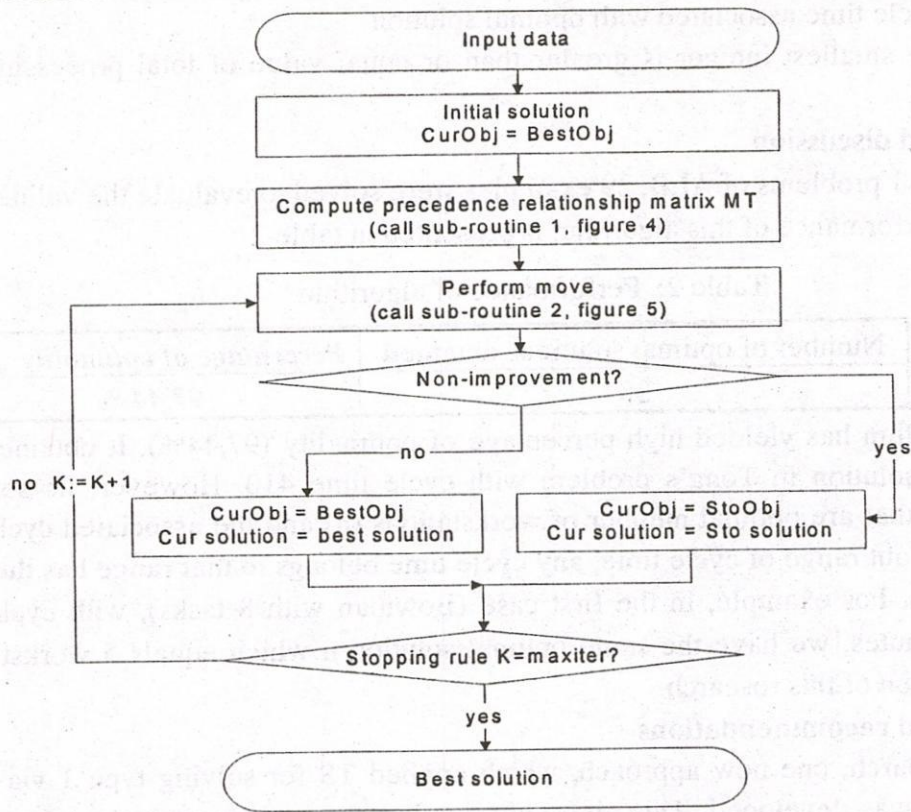 Input data
Initial solution
CurObj = BestObj
Compute precedence relationship matrix MT
(call sub-routine 1, figure 4)
Perform move
(call sub-routine 2, figure 5)
Non-improvement?
no
yes
no K:=K+1
CurObj = BestObj
Cur solution = best solution
CurObj = StoObj
Cur solution = Sto solution
Stopping rule K=maxiter?
yes
Best solution